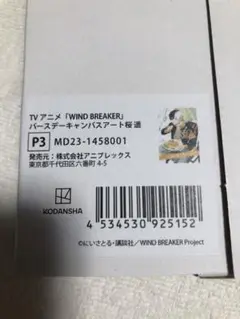 TV アニメ「WIND BREAKER」
バースデーキャンバスアート桜 遥
P3 MD23-1458001
発売元：株式会社アニプレックス
東京都千代田区六番町 4-5
KODANSHA
4 534530 925152
©にいさとる・講談社／WIND BREAKER Project